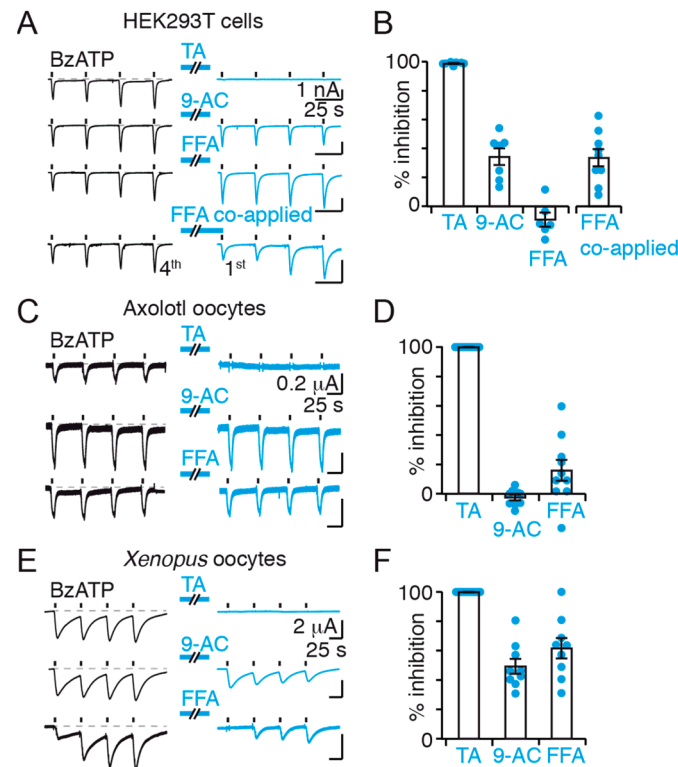 A HEK293T cells
BzATP
TA
1 nA
25 s
9-AC
FFA
FFA co-applied
4th
1st
B
% inhibition
100
0
TA
9-AC
FFA
FFA
co-applied
C Axolotl oocytes
BzATP
TA
0.2 μA
25 s
9-AC
FFA
D
% inhibition
100
0
TA
9-AC
FFA
E Xenopus oocytes
BzATP
TA
2 μA
25 s
9-AC
FFA
F
% inhibition
100
0
TA
9-AC
FFA